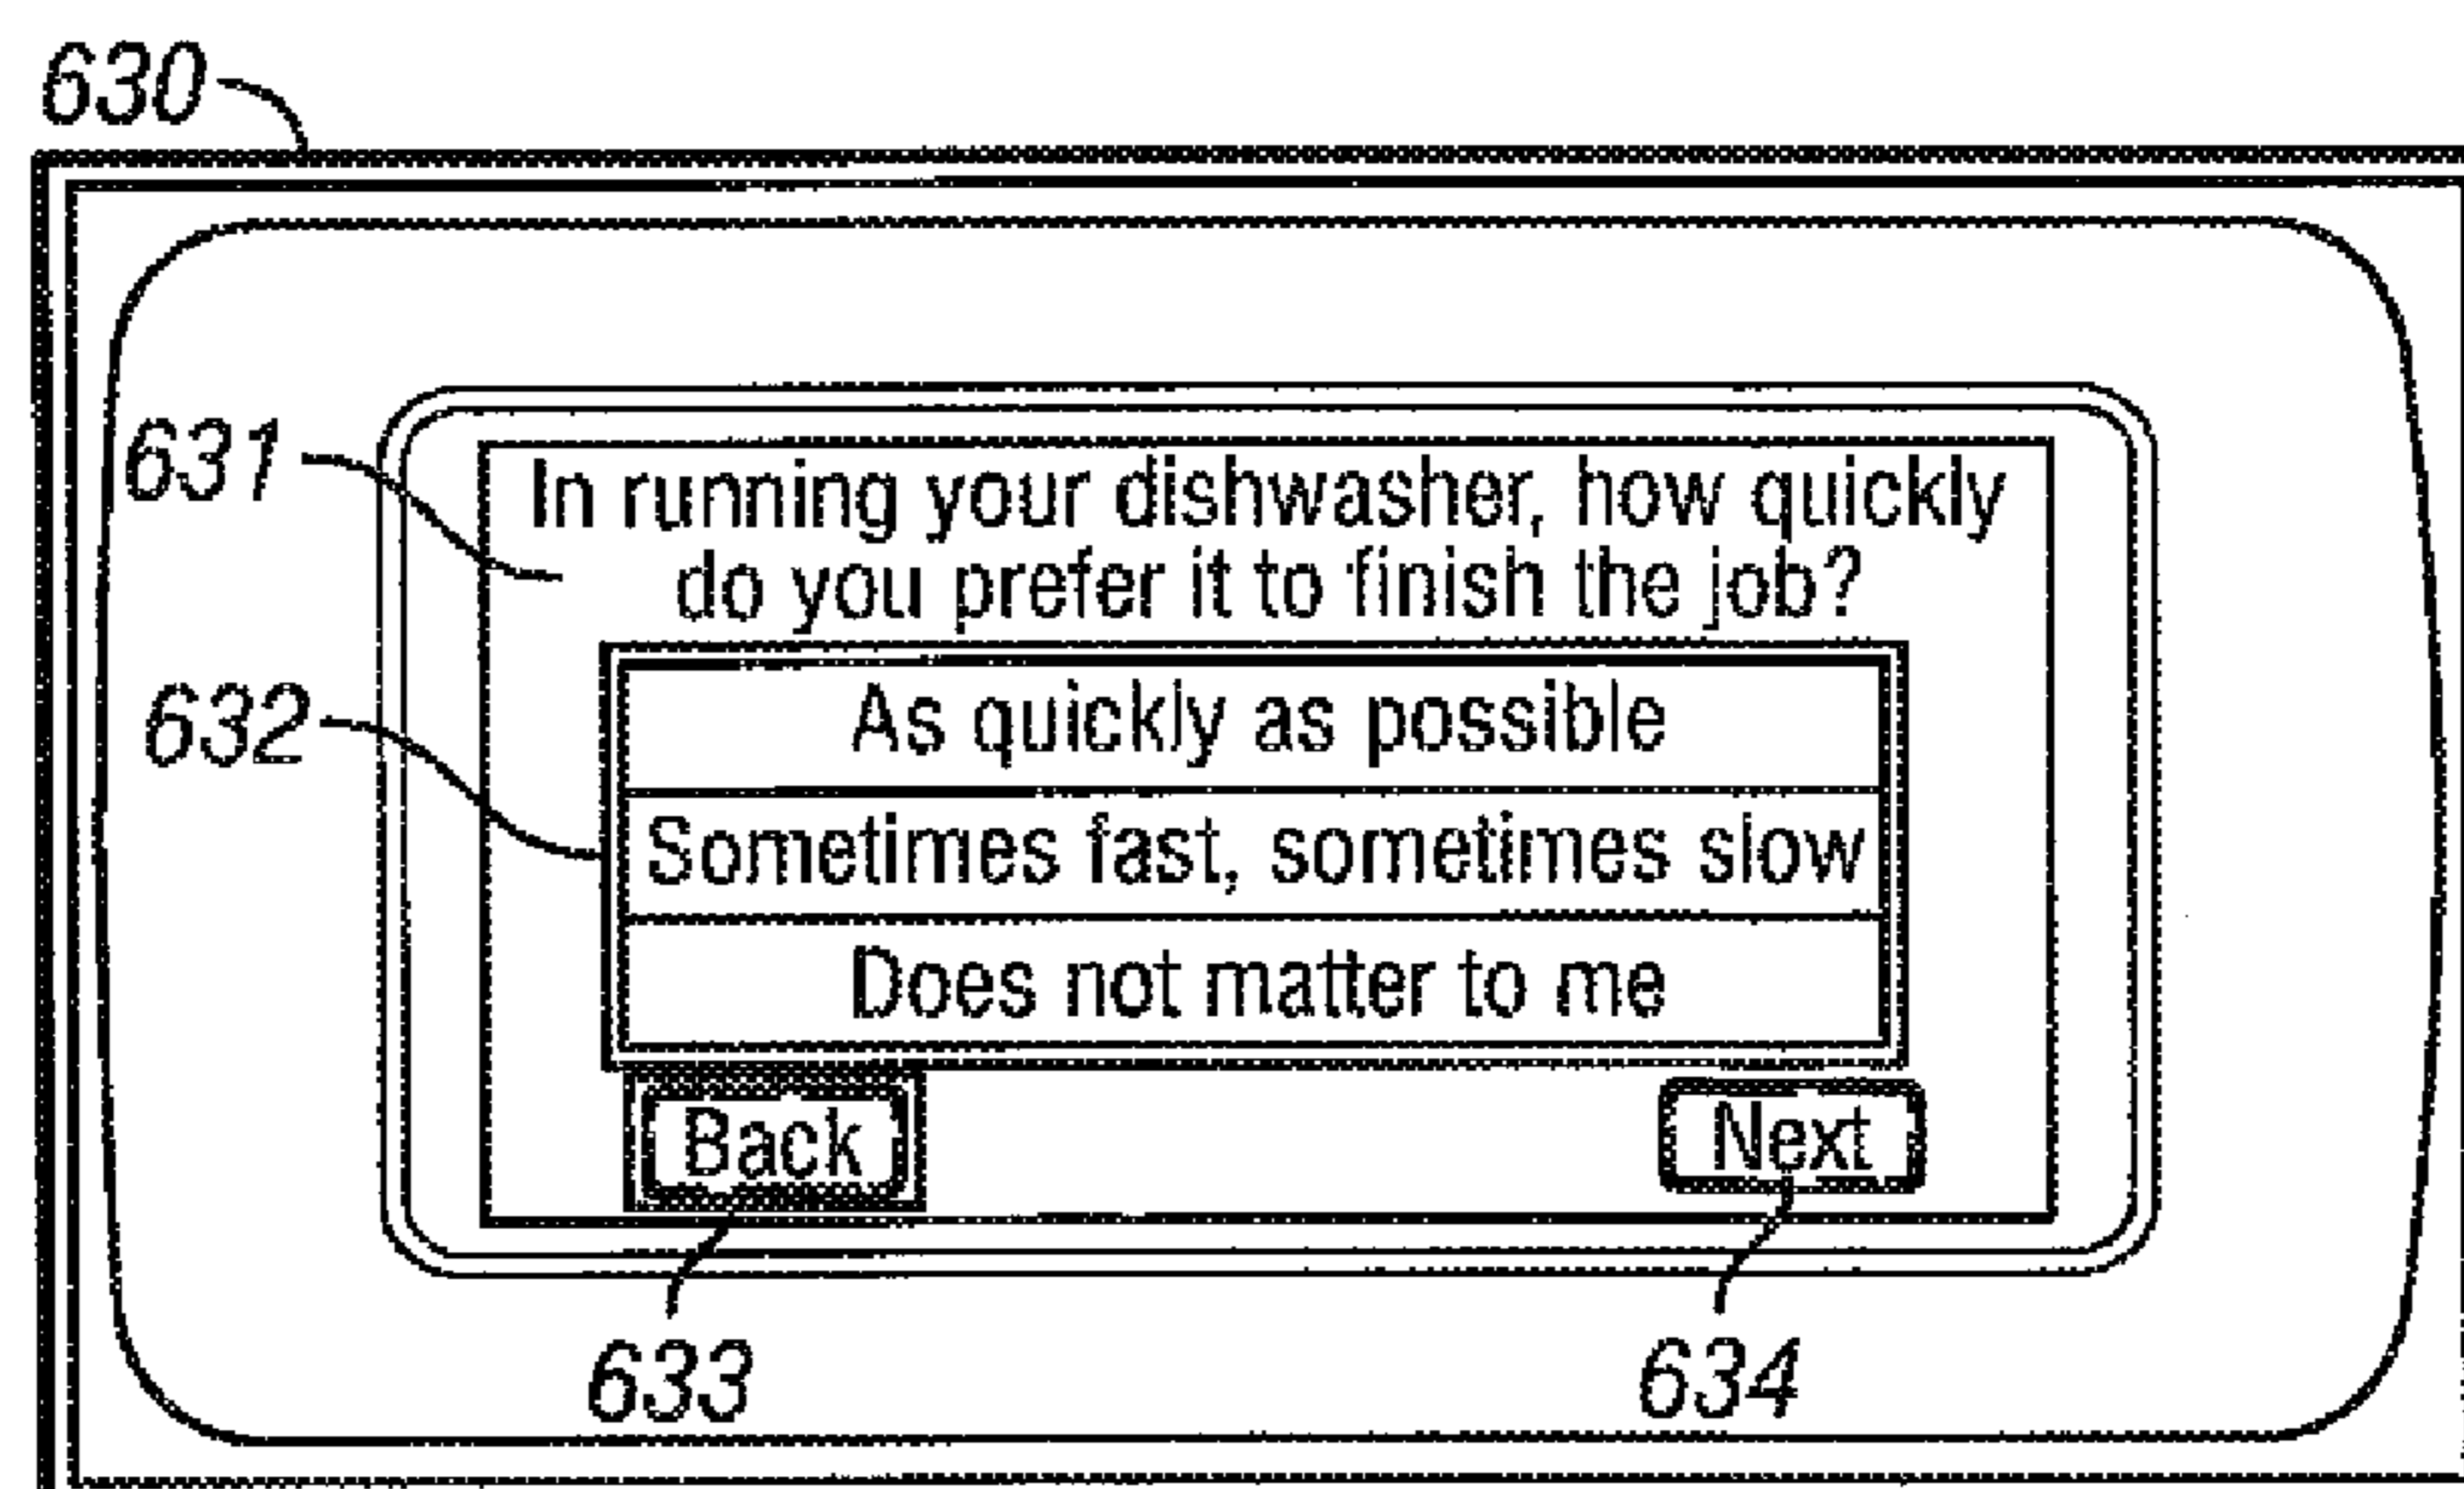 630
631
In running your dishwasher, how quickly
do you prefer it to finish the job?
632
As quickly as possible
Sometimes fast, sometimes slow
Does not matter to me
Back
Next
633
634